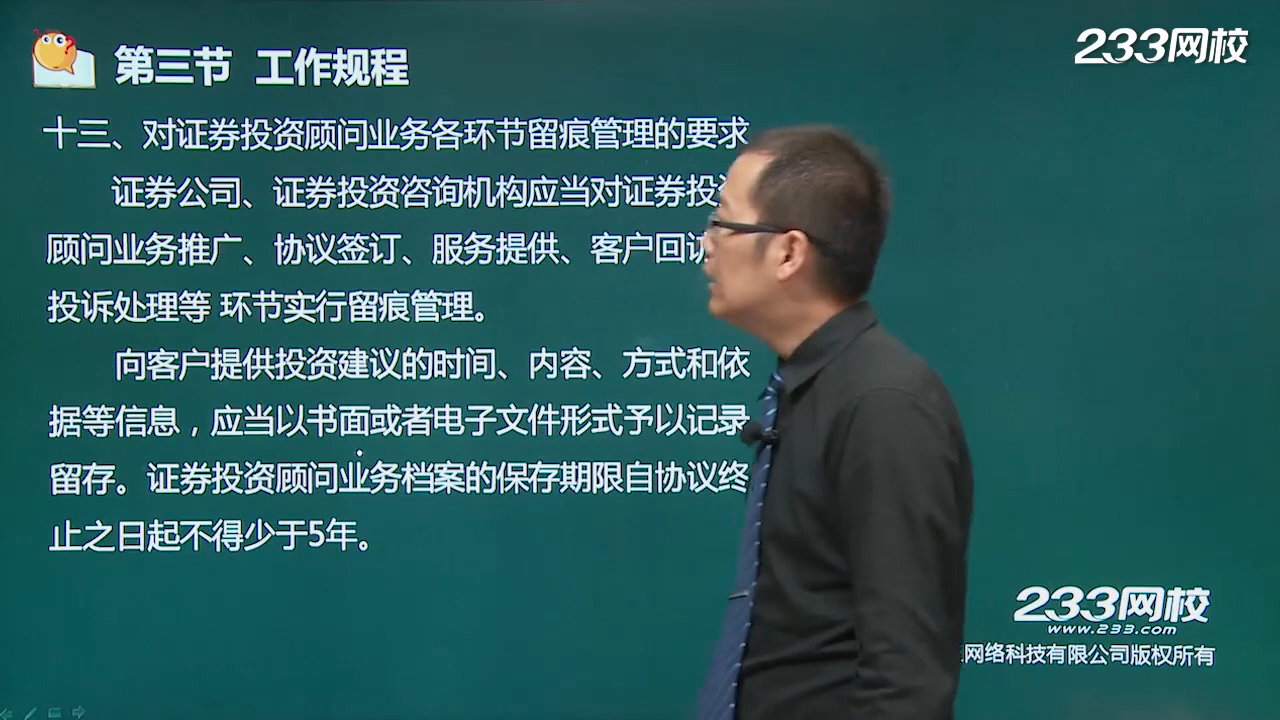 233网校
第三节 工作规程
十三、对证券投资顾问业务各环节留痕管理的要求
证券公司、证券投资咨询机构应当对证券投
顾问业务推广、协议签订、服务提供、客户回访
投诉处理等 环节实行留痕管理。
向客户提供投资建议的时间、内容、方式和依
据等信息，应当以书面或者电子文件形式予以记录
留存。证券投资顾问业务档案的保存期限自协议终
止之日起不得少于5年。
233网校
www.233.com
网络科技有限公司版权所有